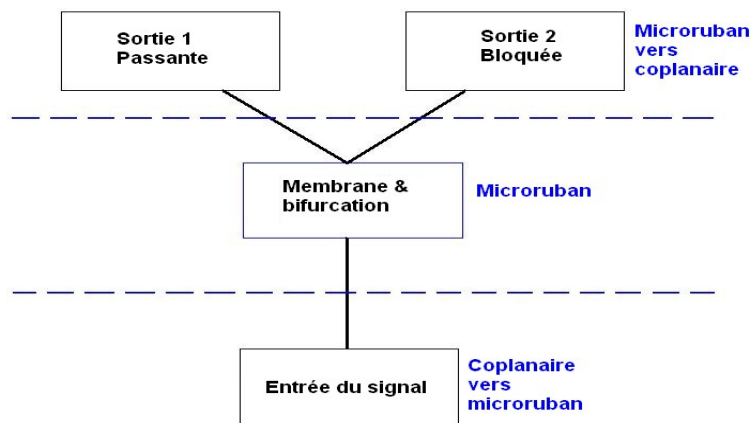 Sortie 1
Passante
Sortie 2
Bloquée
Microruban
vers
coplanaire
Membrane &
bifurcation
Microruban
Entrée du signal
Coplanaire
vers
microruban